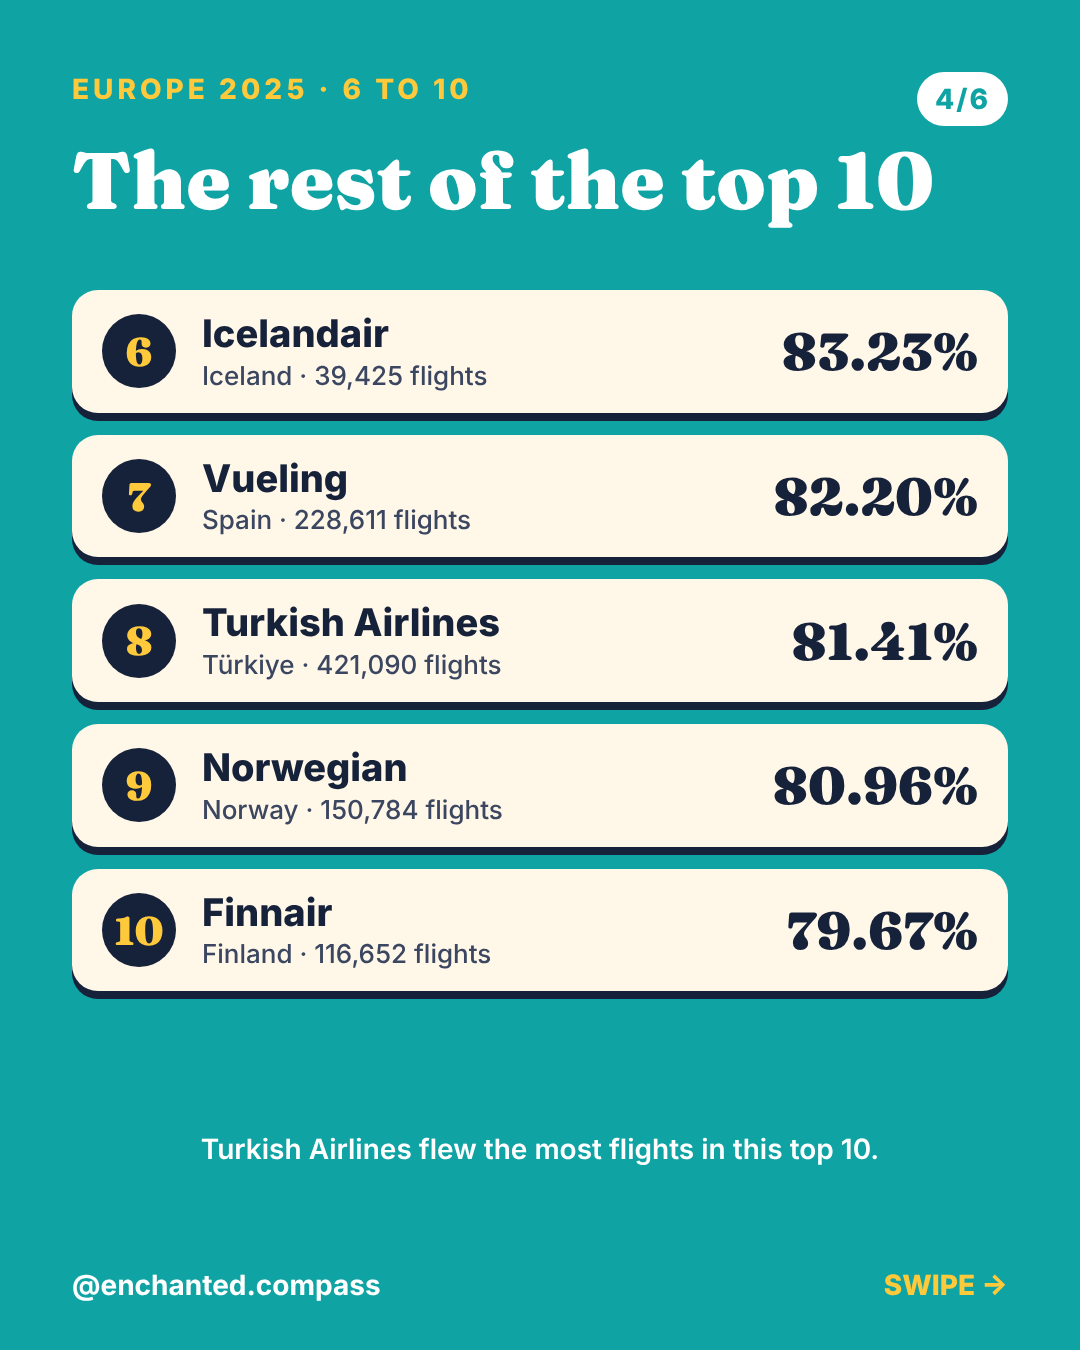 EUROPE 2025 · 6 TO 10
4/6
The rest of the top 10
6
Icelandair
Iceland · 39,425 flights
83.23%
7
Vueling
Spain · 228,611 flights
82.20%
8
Turkish Airlines
Türkiye · 421,090 flights
81.41%
9
Norwegian
Norway · 150,784 flights
80.96%
10
Finnair
Finland · 116,652 flights
79.67%
Turkish Airlines flew the most flights in this top 10.
@enchanted.compass
SWIPE →